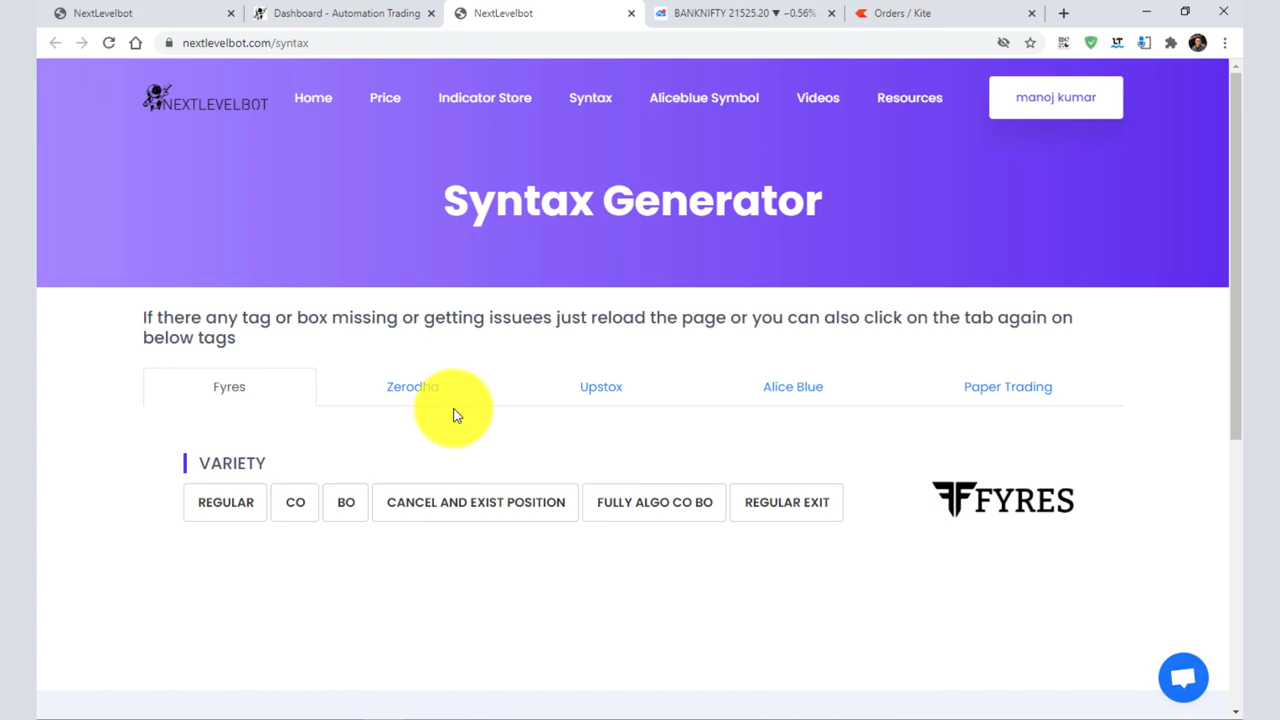 NextLevelbot
Dashboard - Automation Trading
NextLevelbot
BANKNIFTY 21525.20 ▼ −0.56%
Orders / Kite
nextlevelbot.com/syntax
NEXTLEVELBOT
Home
Price
Indicator Store
Syntax
Aliceblue Symbol
Videos
Resources
manoj kumar
Syntax Generator
If there any tag or box missing or getting issuees just reload the page or you can also click on the tab again on
below tags
Fyres
Zerodha
Upstox
Alice Blue
Paper Trading
VARIETY
REGULAR
CO
BO
CANCEL AND EXIST POSITION
FULLY ALGO CO BO
REGULAR EXIT
FYRES